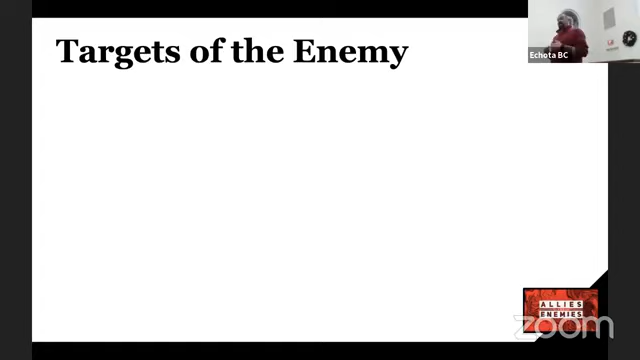 Targets of the Enemy
Echota BC
ALLIES
ENEMIES
zoom